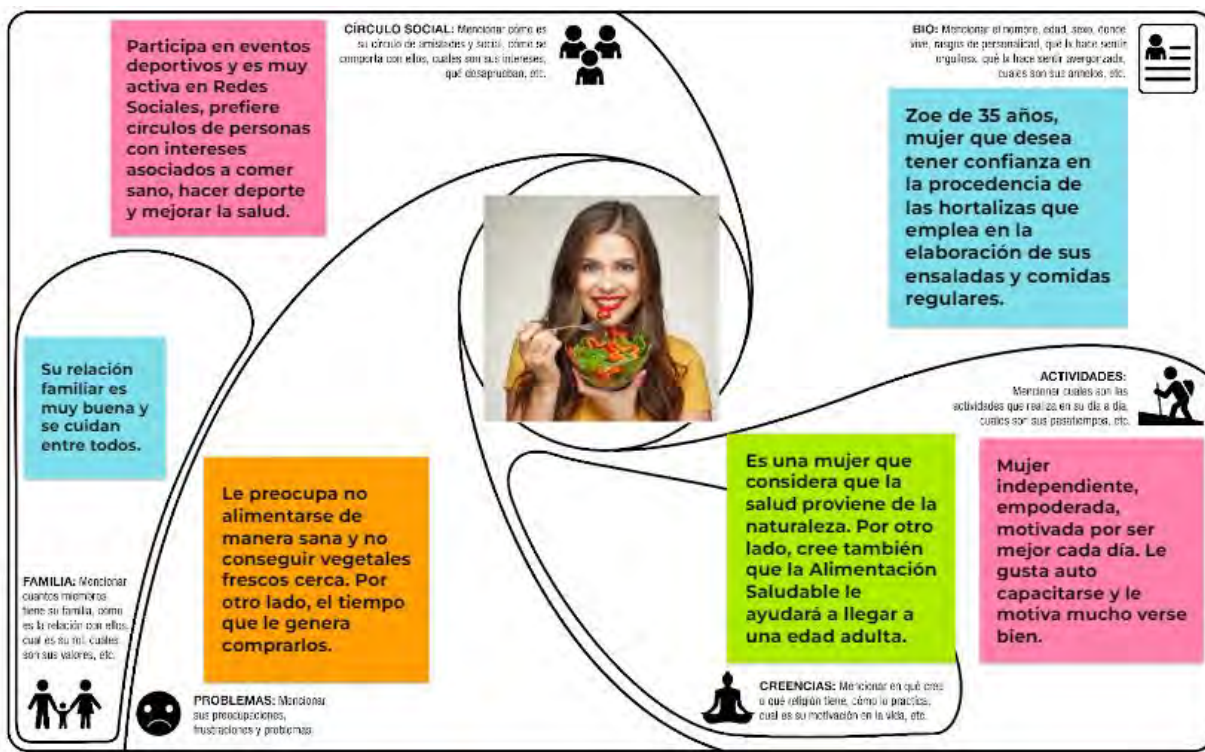 Participa en eventos
deportivos y es muy
activa en Redes
Sociales, prefiere
círculos de personas
con intereses
asociados a comer
sano, hacer deporte
y mejorar la salud.
CÍRCULO SOCIAL: Mencionar cómo es
su círculo de amistades y social, cómo se
comporta con ellos, cuales son sus intereses,
qué desaprueban, etc.
BIO: Mencionar el nombre, edad, sexo, donde
vive, rasgos de personalidad, qué la hace sentir
orgullosa, qué la hace sentir avergonzada,
cuales son sus anhelos, etc.
Zoe de 35 años,
mujer que desea
tener confianza en
la procedencia de
las hortalizas que
emplea en la
elaboración de sus
ensaladas y comidas
regulares.
Su relación
familiar es
muy buena y
se cuidan
entre todos.
FAMILIA: Mencionar
cuantos miembros
tiene su familia, cómo
es la relación con ellos,
cual es su rol, cuales
son sus valores, etc.
Le preocupa no
alimentarse de
manera sana y no
conseguir vegetales
frescos cerca. Por
otro lado, el tiempo
que le genera
comprarlos.
PROBLEMAS: Mencionar
sus preocupaciones,
frustraciones y problemas
ACTIVIDADES:
Mencionar cuales son las
actividades que realiza en su día a día,
cuales son sus pasatiempos, etc.
Es una mujer que
considera que la
salud proviene de la
naturaleza. Por otro
lado, cree también
que la Alimentación
Saludable le
ayudará a llegar a
una edad adulta.
Mujer
independiente,
empoderada,
motivada por ser
mejor cada día. Le
gusta auto
capacitarse y le
motiva mucho verse
bien.
CREENCIAS: Mencionar en qué cree
o qué religión tiene, cómo lo practica,
cual es su motivación en la vida, etc.